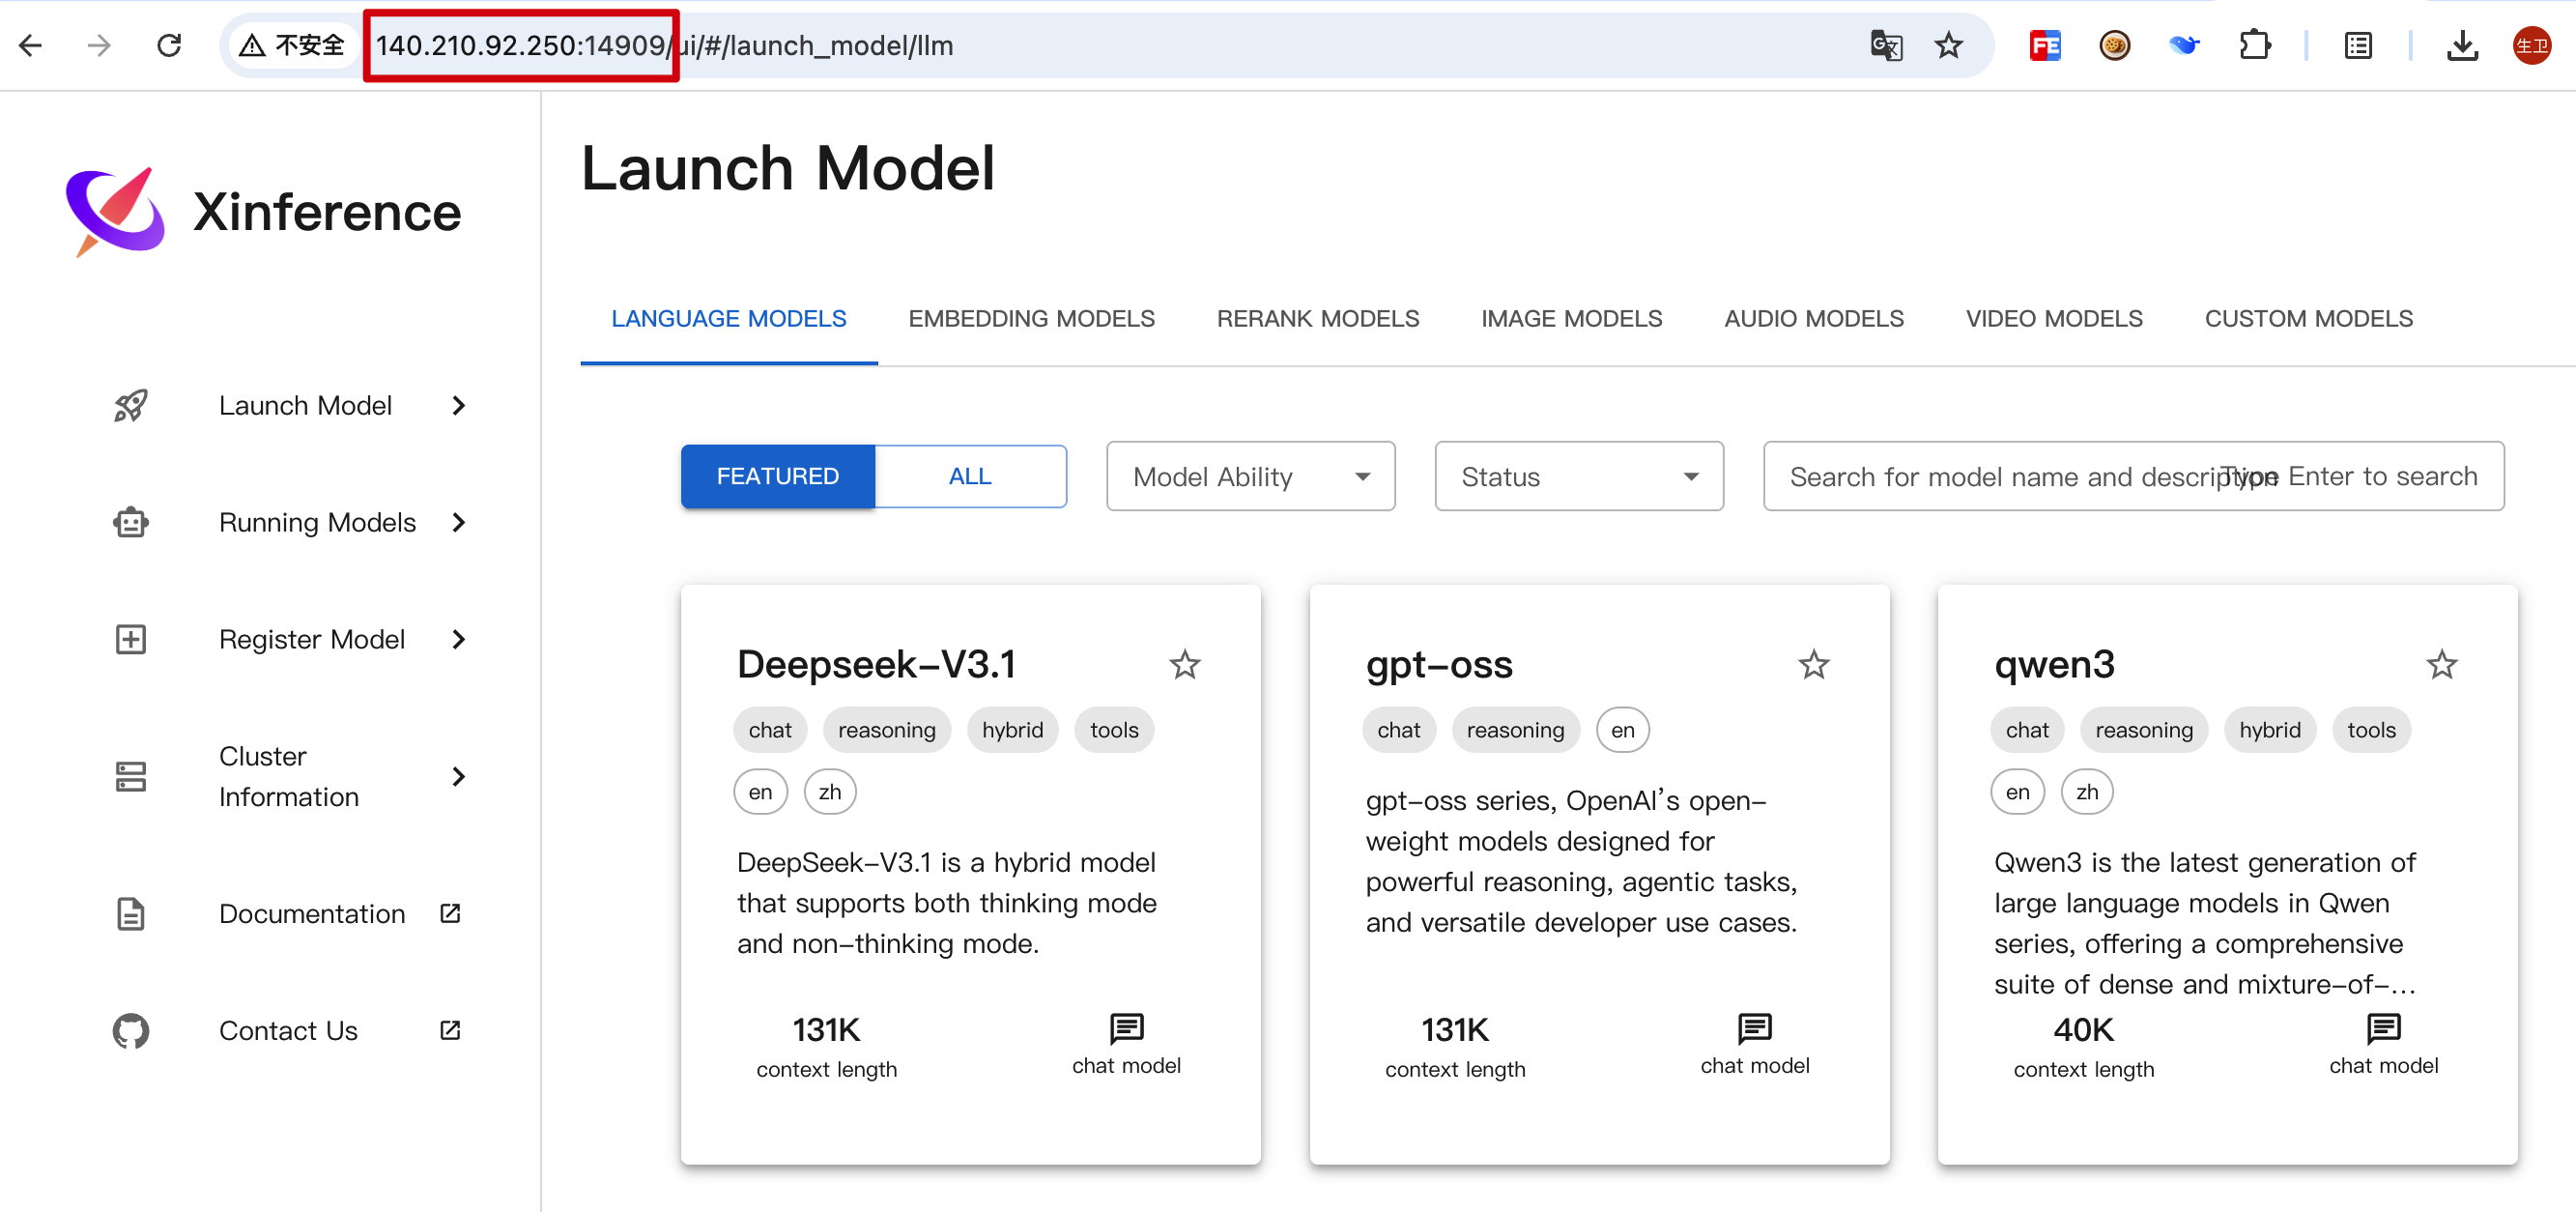 不安全
140.210.92.250:14909/ui/#/launch_model/llm
FE
生卫
Xinference
Launch Model
Running Models
Register Model
Cluster
Information
Documentation
Contact Us
Launch Model
LANGUAGE MODELS EMBEDDING MODELS RERANK MODELS IMAGE MODELS AUDIO MODELS VIDEO MODELS CUSTOM MODELS
FEATURED ALL Model Ability Status Search for model name and description Type Enter to search
Deepseek-V3.1
chat reasoning hybrid tools
en zh
DeepSeek-V3.1 is a hybrid model
that supports both thinking mode
and non-thinking mode.
131K
context length
chat model
gpt-oss
chat reasoning en
gpt-oss series, OpenAI's open-
weight models designed for
powerful reasoning, agentic tasks,
and versatile developer use cases.
131K
context length
chat model
qwen3
chat reasoning hybrid tools
en zh
Qwen3 is the latest generation of
large language models in Qwen
series, offering a comprehensive
suite of dense and mixture-of-...
40K
context length
chat model